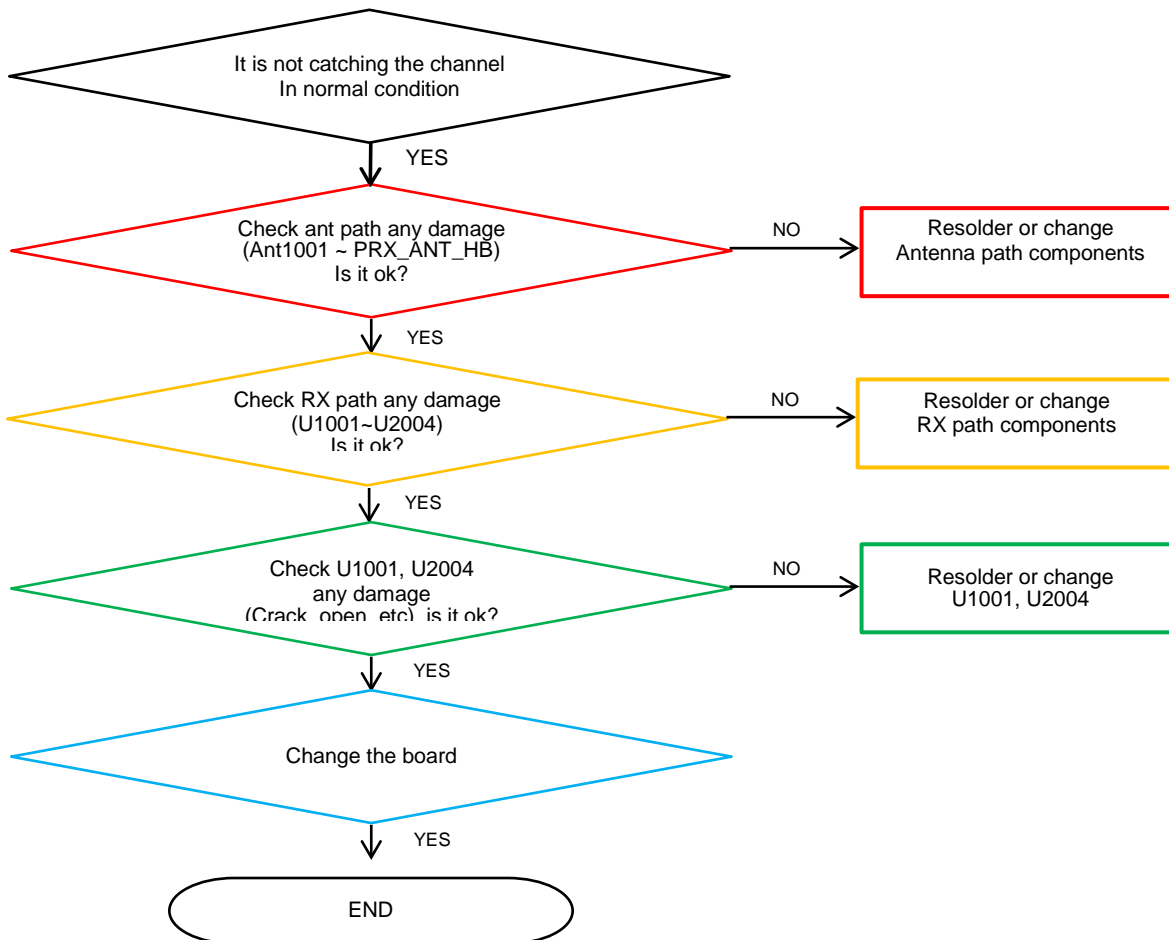 It is not catching the channel
In normal condition
YES
Check ant path any damage
(Ant1001 ~ PRX_ANT_HB)
Is it ok?
NO
Resolder or change
Antenna path components
YES
Check RX path any damage
(U1001~U2004)
Is it ok?
NO
Resolder or change
RX path components
YES
Check U1001, U2004
any damage
(Crack, open, etc), is it ok?
NO
Resolder or change
U1001, U2004
YES
Change the board
YES
END